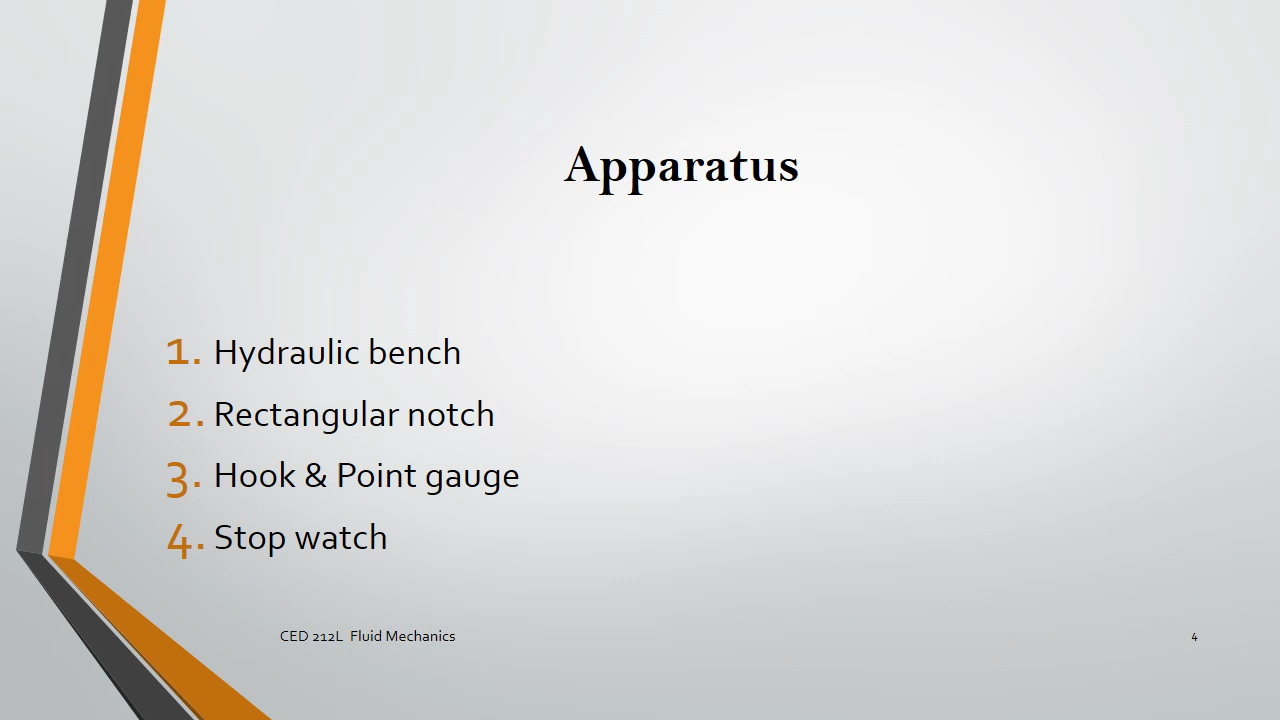 Apparatus
1. Hydraulic bench
2. Rectangular notch
3. Hook & Point gauge
4. Stop watch
CED 212L Fluid Mechanics
4